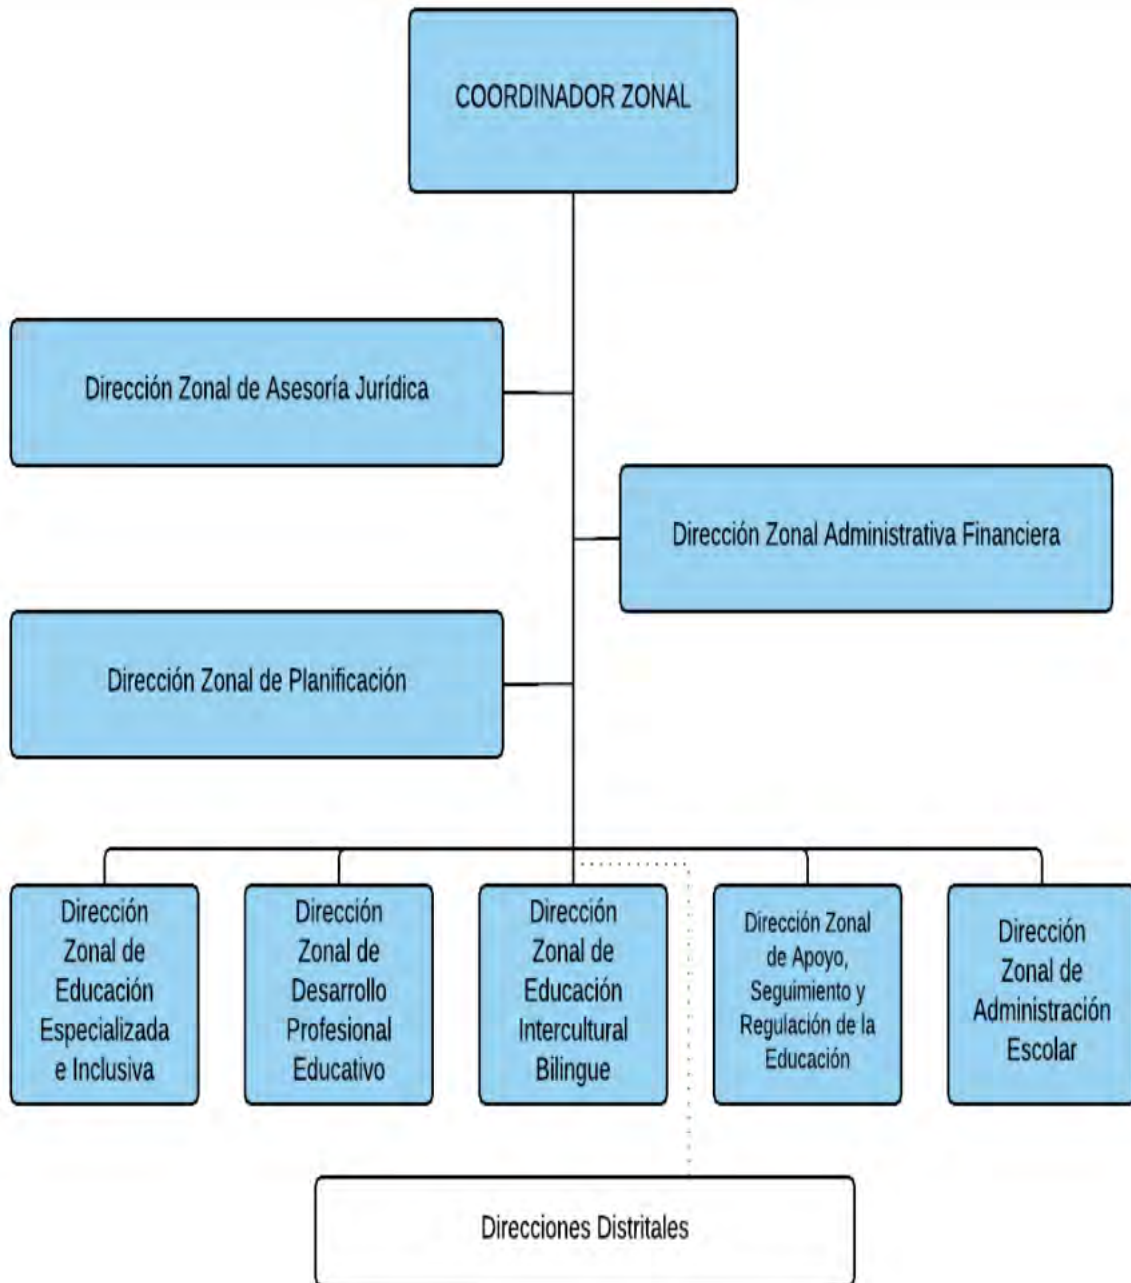 COORDINADOR ZONAL
Dirección Zonal de Asesoría Jurídica
Dirección Zonal Administrativa Financiera
Dirección Zonal de Planificación
Dirección
Zonal de
Educación
Especializada
e Inclusiva
Dirección
Zonal de
Desarrollo
Profesional
Educativo
Dirección
Zonal de
Educación
Intercultural
Bilingue
Dirección Zonal
de Apoyo,
Seguimiento y
Regulación de la
Educación
Dirección
Zonal de
Administración
Escolar
Direcciones Distritales